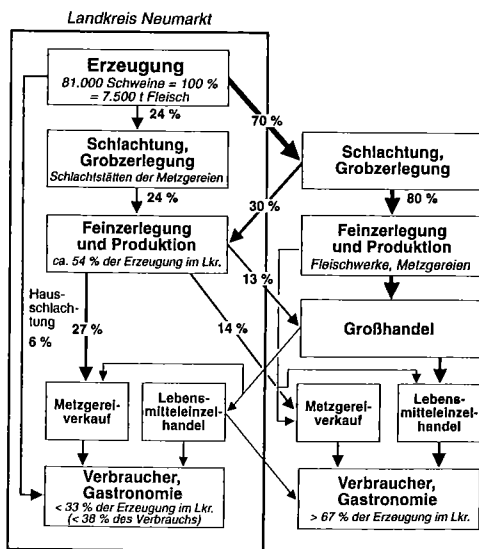 Landkreis Neumarkt
Erzeugung
81.000 Schweine = 100 %
= 7.500 t Fleisch
24 %
70 %
Schlachtung,
Grobzerlegung
Schlachtstätten der Metzgereien
Schlachtung,
Grobzerlegung
24 %
30 %
80 %
Feinzerlegung
und Produktion
ca. 54 % der Erzeugung im Lkr.
Feinzerlegung
und Produktion
Fleischwerke, Metzgereien
13 %
Haus-
schlach-
tung
6 %
27 %
14 %
Großhandel
Metzgerei-
verkauf
Lebens-
mitteleinzel-
handel
Metzgerei-
verkauf
Lebens-
mitteleinzel-
handel
Verbraucher,
Gastronomie
< 33 % der Erzeugung im Lkr.
(< 38 % des Verbrauchs)
Verbraucher,
Gastronomie
> 67 % der Erzeugung im Lkr.